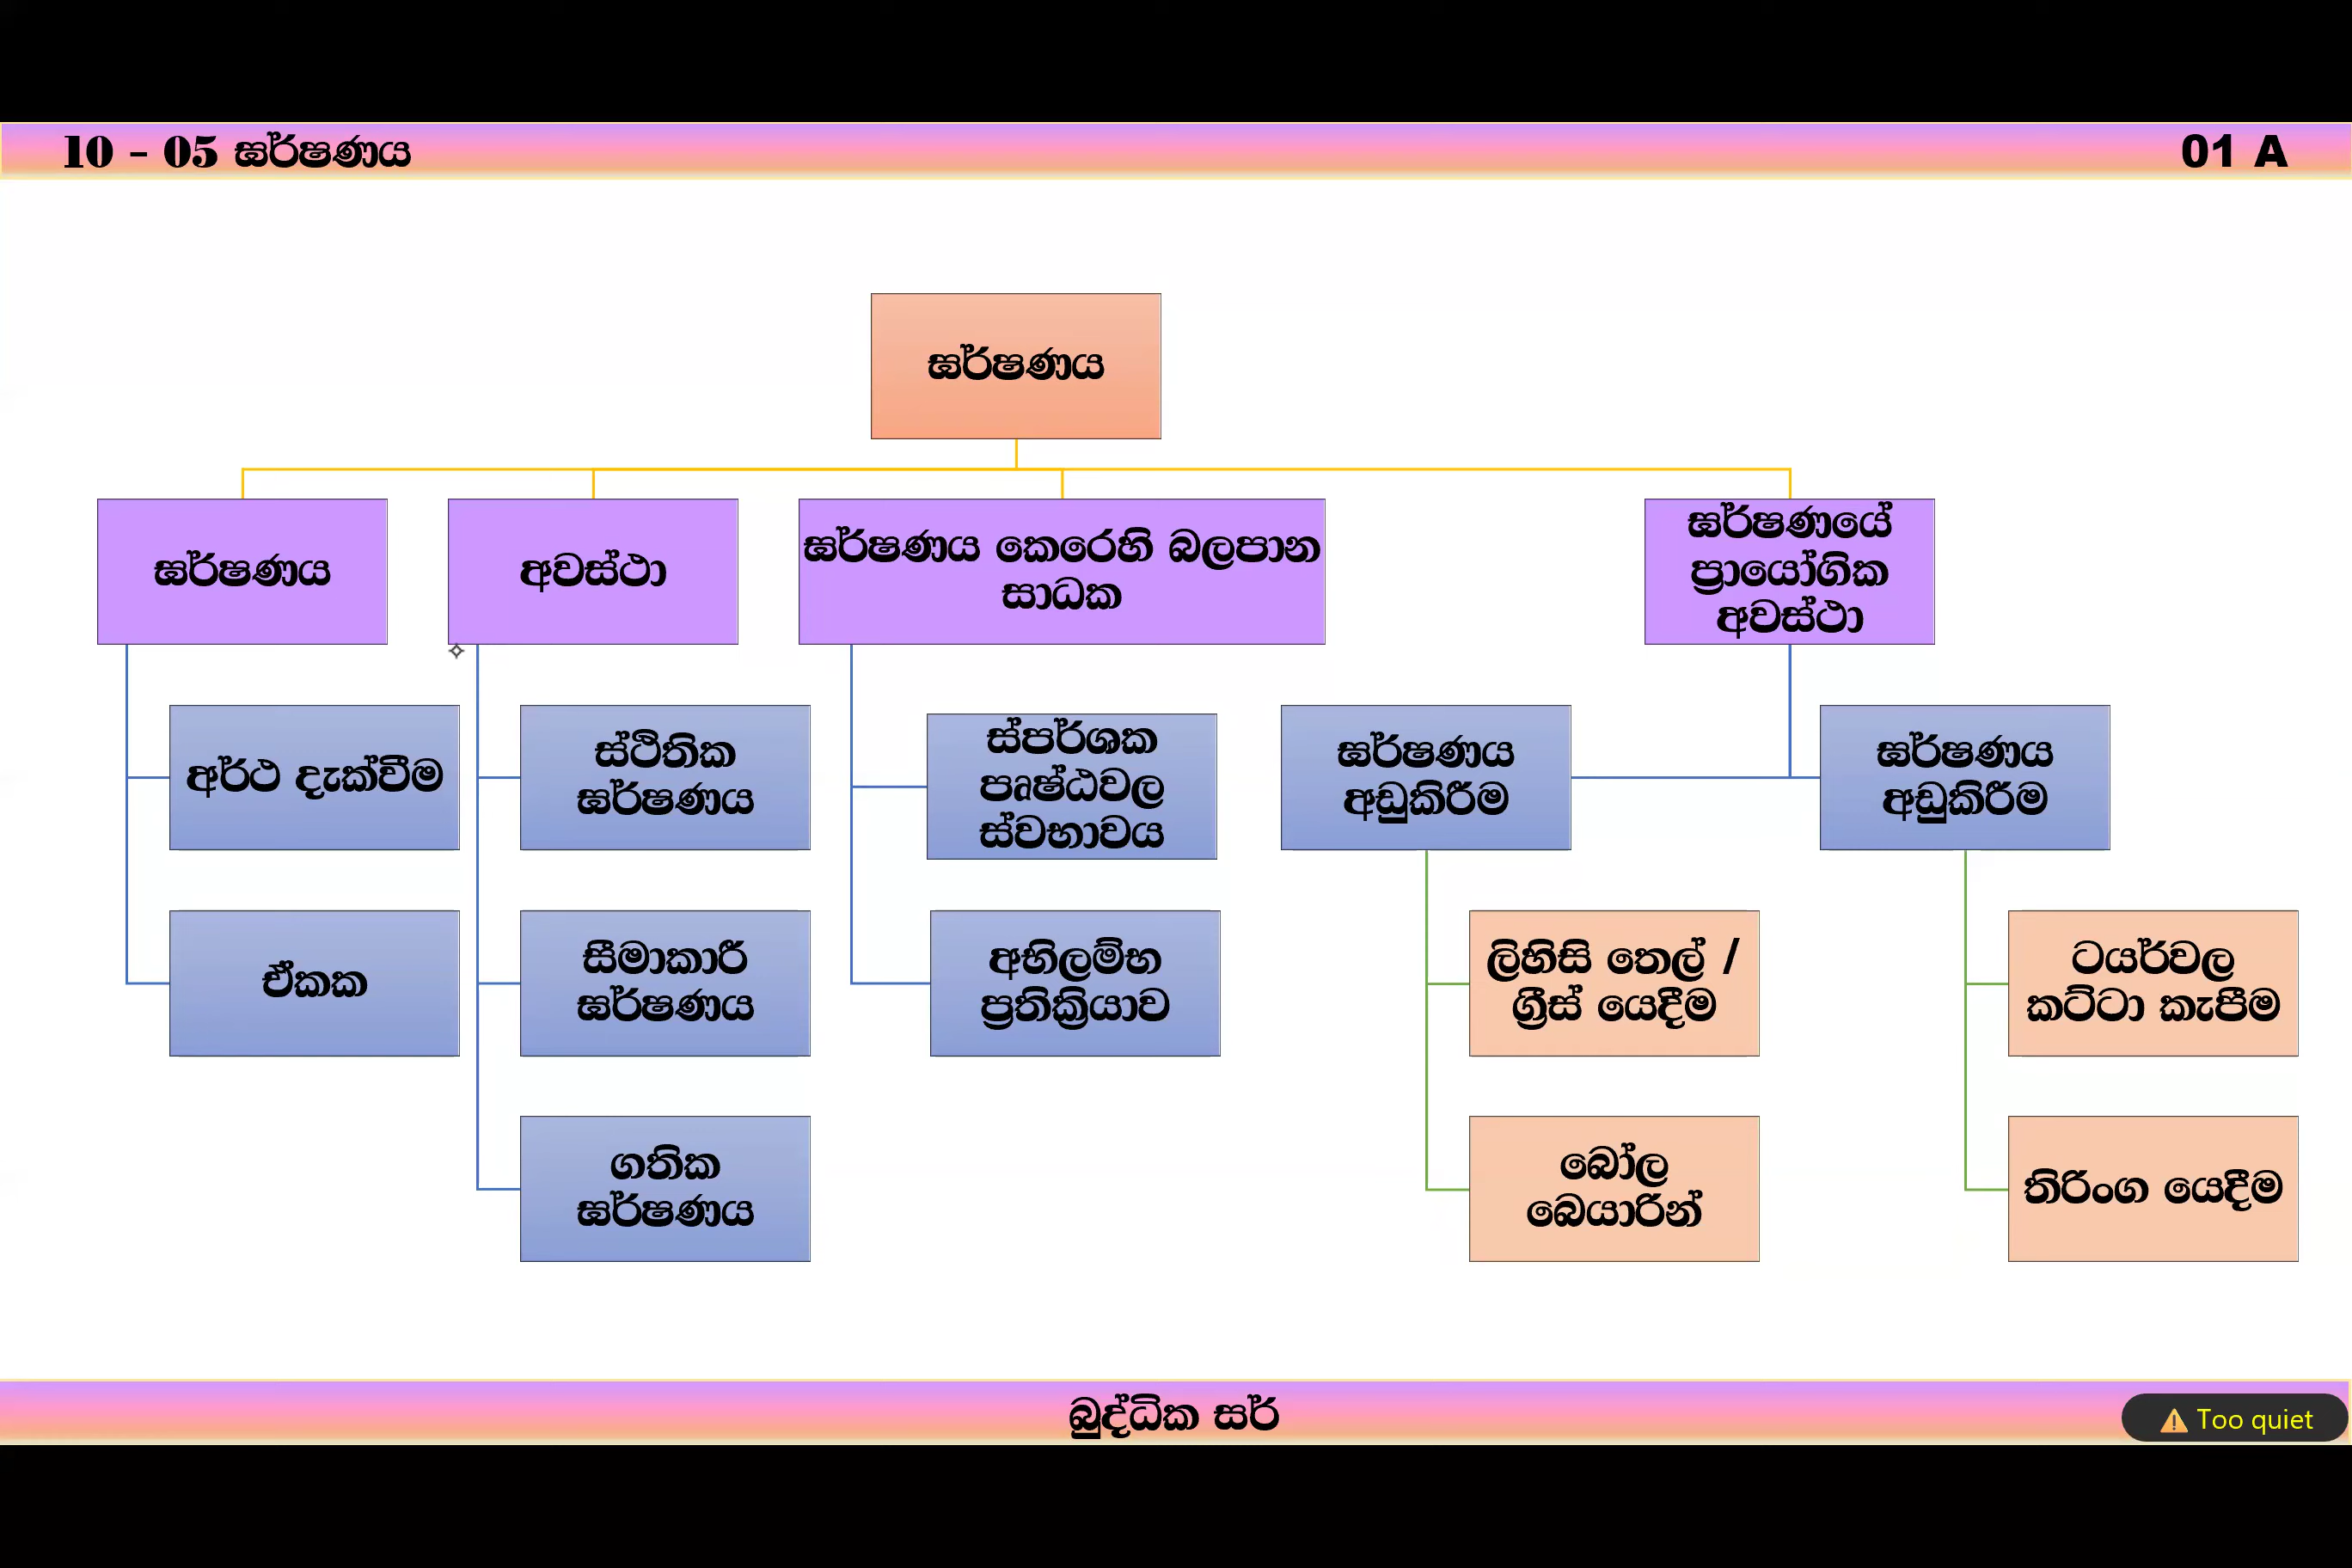 10 - 05 ඝර්ෂණය
01 A
ඝර්ෂණය
ඝර්ෂණය
අවස්ථා
ඝර්ෂණය කෙරෙහි බලපාන
සාධක
ඝර්ෂණයේ
ප්‍රායෝගික
අවස්ථා
අර්ථ දැක්වීම
ඒකක
ස්ථිතික
ඝර්ෂණය
සීමාකාරී
ඝර්ෂණය
ගතික
ඝර්ෂණය
ස්පර්ශක
පෘෂ්ඨවල
ස්වභාවය
අභිලම්භ
ප්‍රතික්‍රියාව
ඝර්ෂණය
අඩුකිරීම
ලිහිසි තෙල් /
ග්‍රීස් යෙදීම
බෝල
බෙයාරින්
ඝර්ෂණය
අඩුකිරීම
ටයර්වල
කට්ටා කැපීම
තිරිංග යෙදීම
බුද්ධික සර්
Too quiet